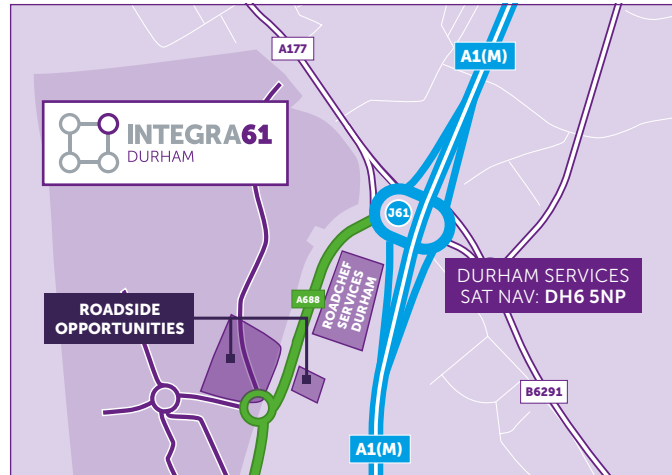 A177
A1(M)
INTEGRA61
DURHAM
J61
DURHAM SERVICES
SAT NAV: DH6 5NP
A688
ROADCHEF
SERVICES
DURHAM
ROADSIDE
OPPORTUNITIES
B6291
A1(M)